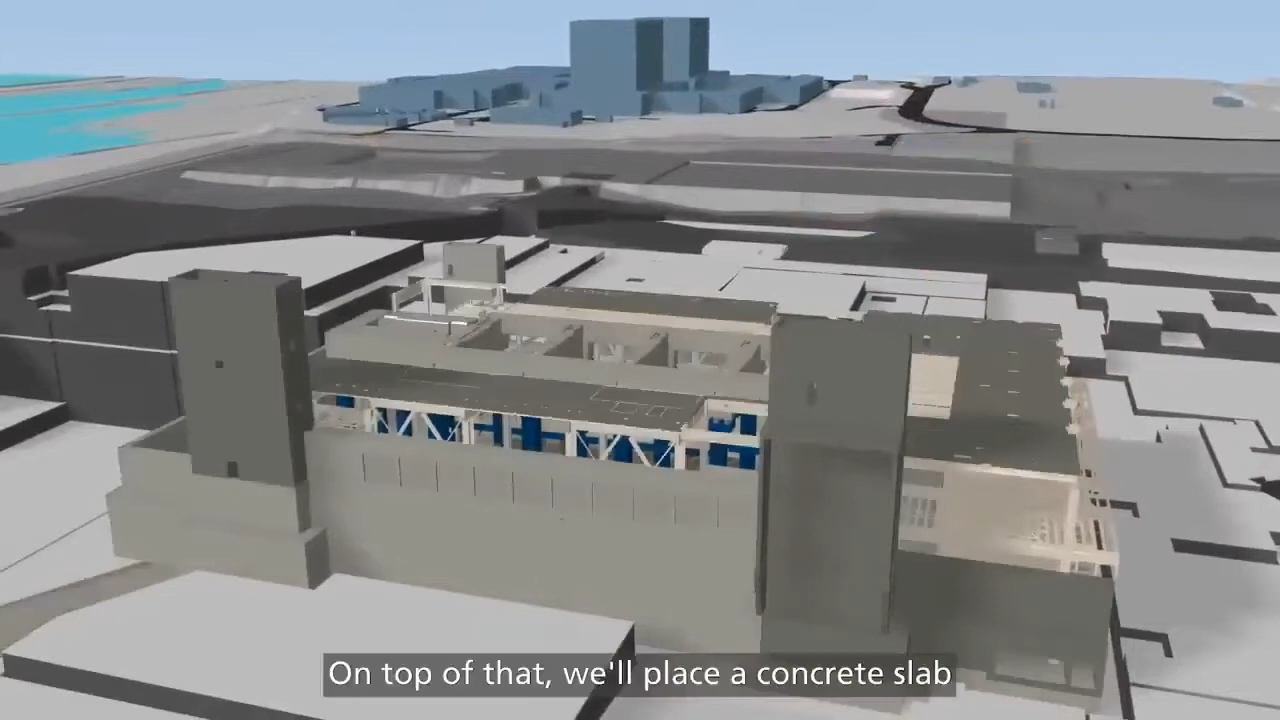 On top of that, we'll place a concrete slab